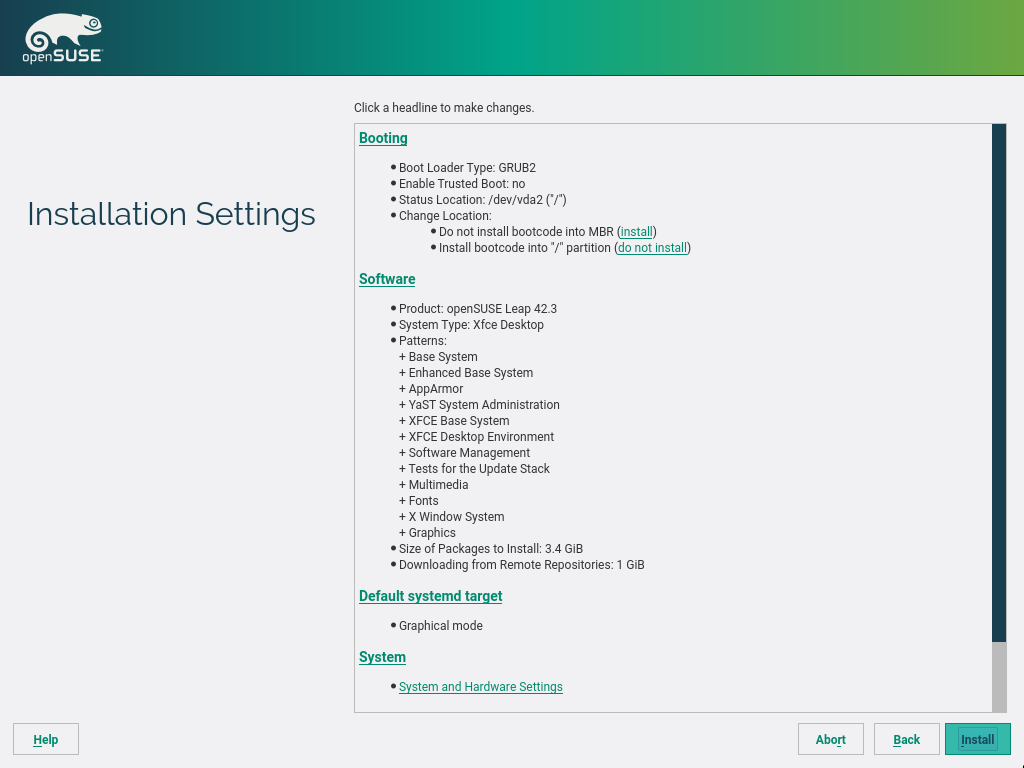 openSUSE
Click a headline to make changes.
Installation Settings
Booting
Boot Loader Type: GRUB2
Enable Trusted Boot: no
Status Location: /dev/vda2 ("/")
Change Location:
Do not install bootcode into MBR (install)
Install bootcode into "/" partition (do not install)
Software
Product: openSUSE Leap 42.3
System Type: Xfce Desktop
Patterns:
+ Base System
+ Enhanced Base System
+ AppArmor
+ YaST System Administration
+ XFCE Base System
+ XFCE Desktop Environment
+ Software Management
+ Tests for the Update Stack
+ Multimedia
+ Fonts
+ X Window System
+ Graphics
Size of Packages to Install: 3.4 GiB
Downloading from Remote Repositories: 1 GiB
Default systemd target
Graphical mode
System
System and Hardware Settings
Help
Abort
Back
Install